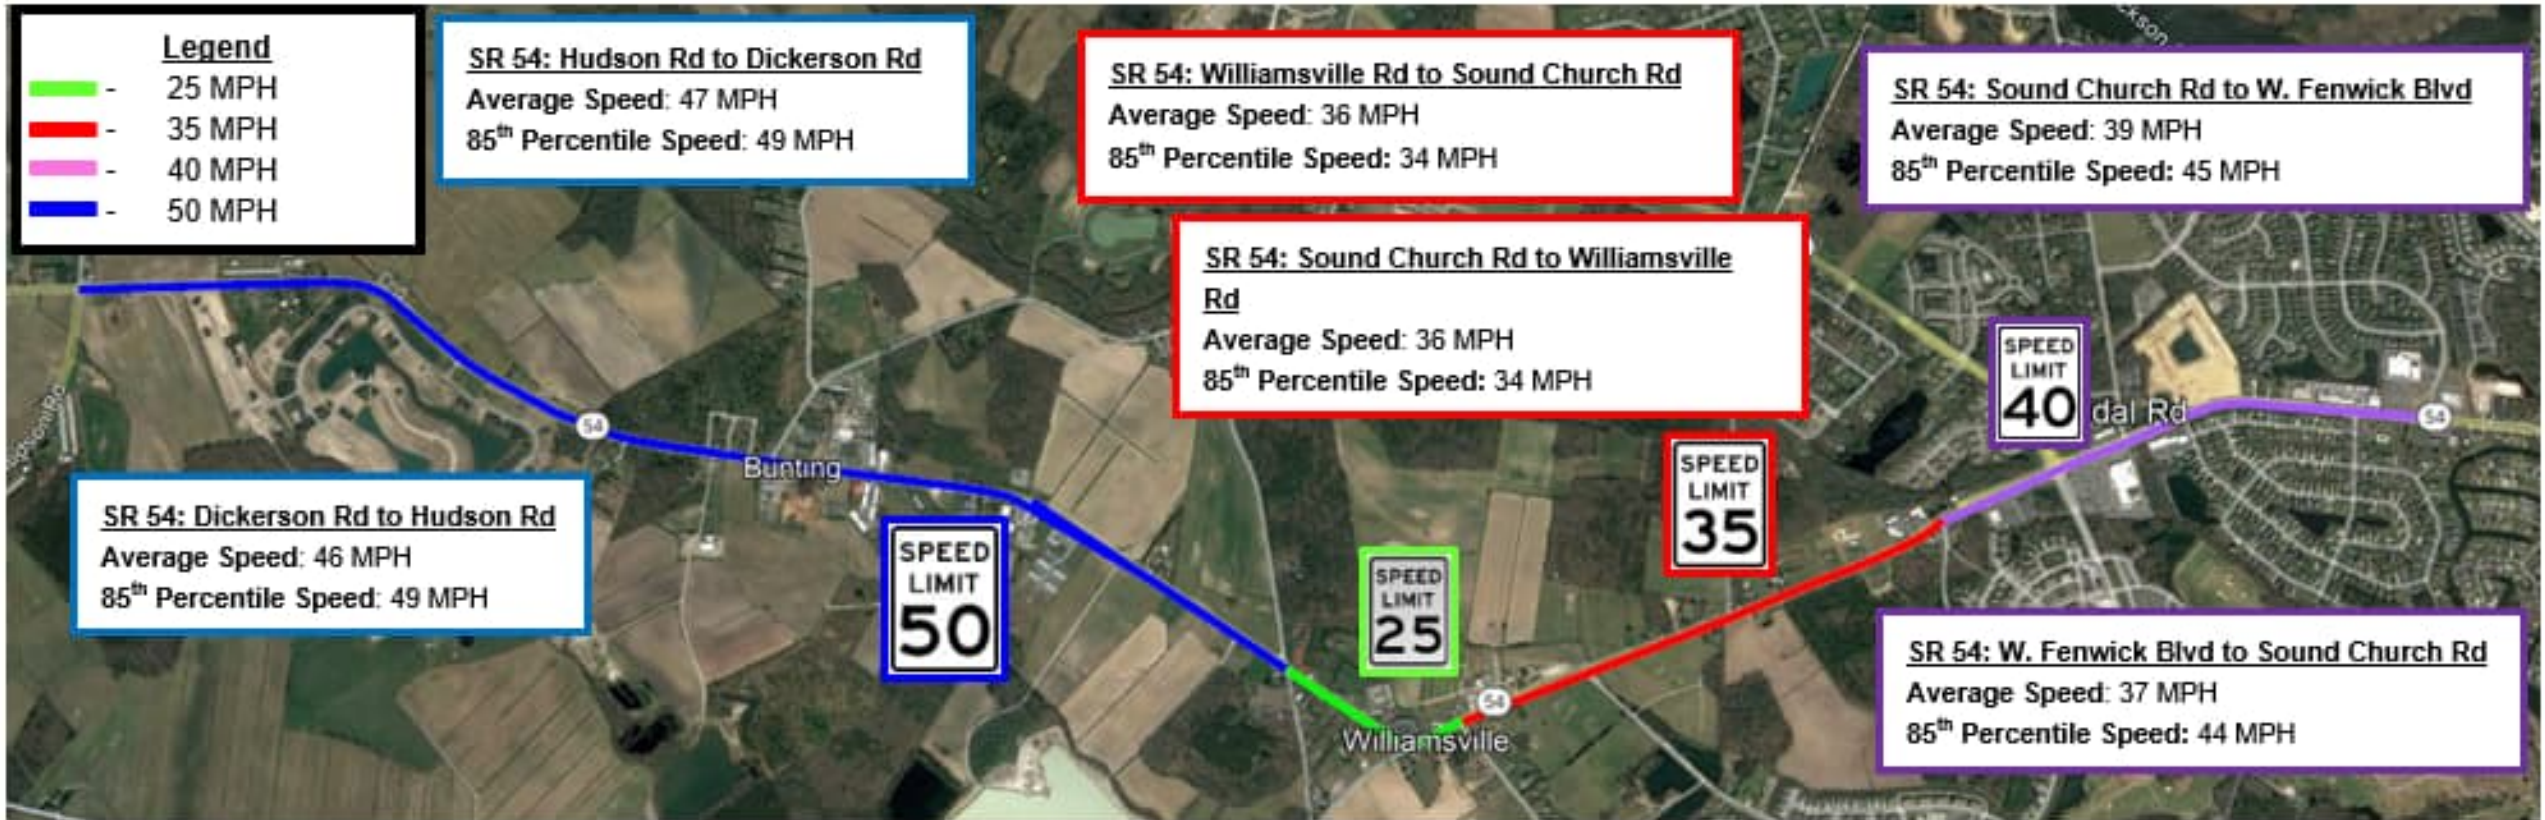 Legend
- 25 MPH
- 35 MPH
- 40 MPH
- 50 MPH
SR 54: Hudson Rd to Dickerson Rd
Average Speed: 47 MPH
85th Percentile Speed: 49 MPH
SR 54: Williamsville Rd to Sound Church Rd
Average Speed: 36 MPH
85th Percentile Speed: 34 MPH
SR 54: Sound Church Rd to W. Fenwick Blvd
Average Speed: 39 MPH
85th Percentile Speed: 45 MPH
SR 54: Sound Church Rd to Williamsville
Rd
Average Speed: 36 MPH
85th Percentile Speed: 34 MPH
SPEED
LIMIT
40
dal Rd
54
54
Bunting
SPEED
LIMIT
35
SR 54: Dickerson Rd to Hudson Rd
Average Speed: 46 MPH
85th Percentile Speed: 49 MPH
SPEED
LIMIT
50
SPEED
LIMIT
25
54
Williamsville
SR 54: W. Fenwick Blvd to Sound Church Rd
Average Speed: 37 MPH
85th Percentile Speed: 44 MPH